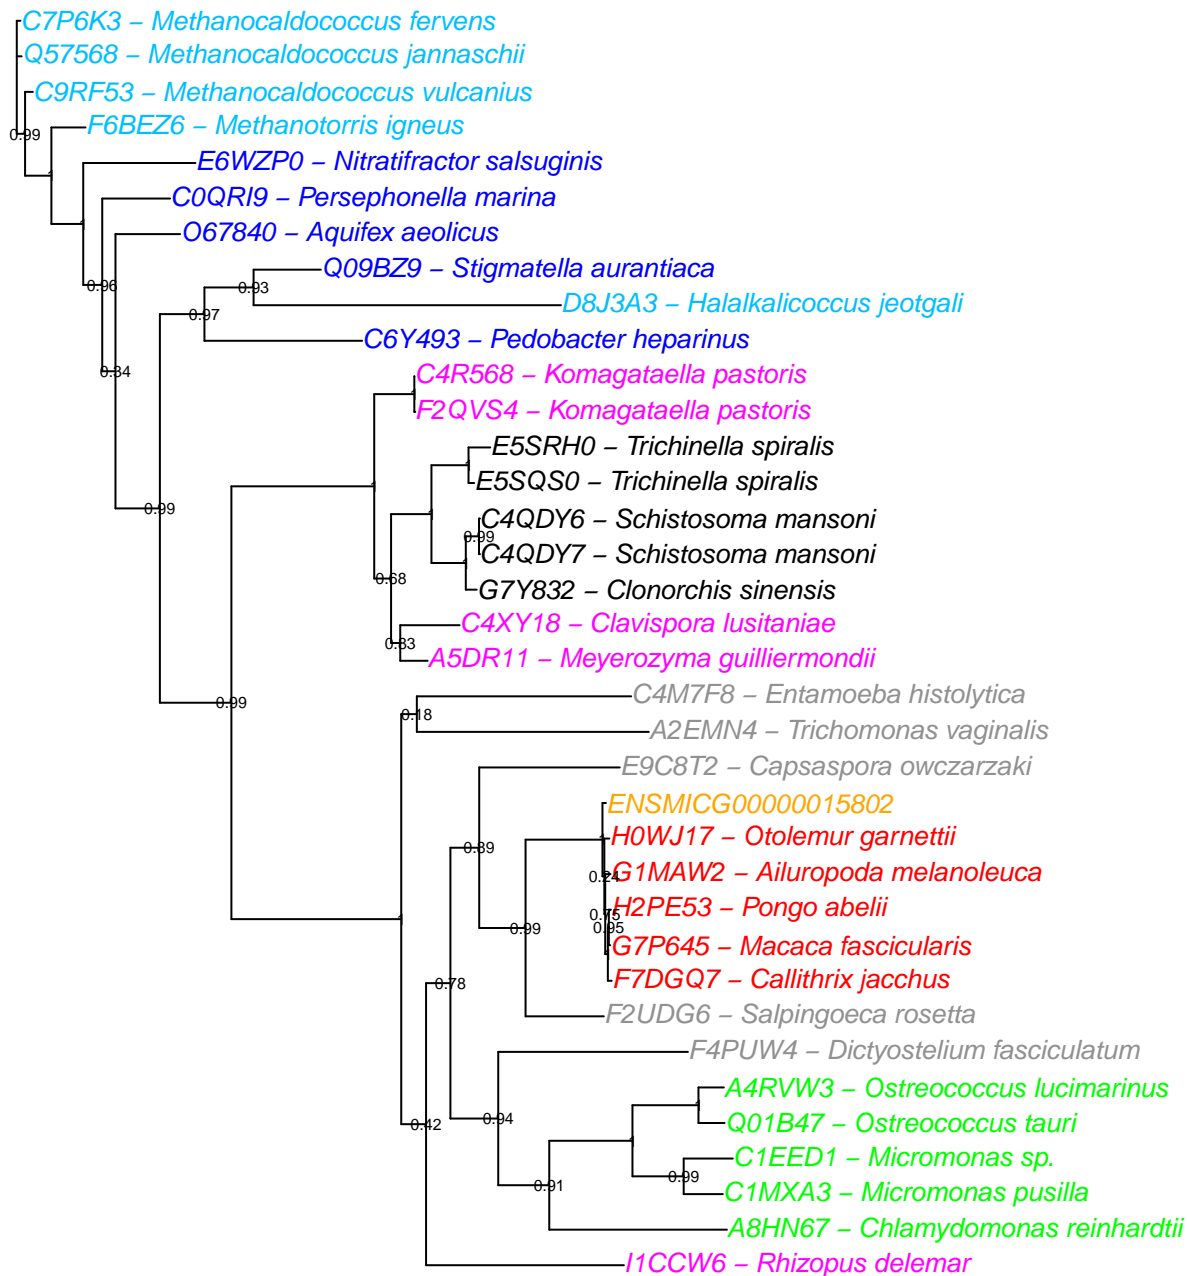 C7P6K3 – Methanocaldococcus fervens
Q57568 – Methanocaldococcus jannaschii
C9RF53 – Methanocaldococcus vulcanius
0.99
F6BEZ6 – Methanotorris igneus
E6WZP0 – Nitratifractor salsuginis
C0QRI9 – Persephonella marina
O67840 – Aquifex aeolicus
Q09BZ9 – Stigmatella aurantiaca
0.96
0.93
D8J3A3 – Halalkalicoccus jeotgali
0.97
C6Y493 – Pedobacter heparinus
0.34
C4R568 – Komagataella pastoris
F2QVS4 – Komagataella pastoris
E5SRH0 – Trichinella spiralis
E5SQS0 – Trichinella spiralis
0.99
C4QDY6 – Schistosoma mansoni
0.99
C4QDY7 – Schistosoma mansoni
0.68
G7Y832 – Clonorchis sinensis
C4XY18 – Clavispora lusitaniae
A5DR11 – Meyerozyma guilliermondii
C4M7F8 – Entamoeba histolytica
0.99
0.18
A2EMN4 – Trichomonas vaginalis
E9C8T2 – Capsaspora owczarzaki
ENSMICG00000015802
H0WJ17 – Otolemur garnettii
G1MAW2 – Ailuropoda melanoleuca
0.24
H2PE53 – Pongo abelii
0.75
0.99
0.95
G7P645 – Macaca fascicularis
F7DGQ7 – Callithrix jacchus
0.78
F2UDG6 – Salpingoeca rosetta
F4PUW4 – Dictyostelium fasciculatum
A4RVW3 – Ostreococcus lucimarinus
0.42
0.94
Q01B47 – Ostreococcus tauri
C1EED1 – Micromonas sp.
0.99
0.91
C1MXA3 – Micromonas pusilla
A8HN67 – Chlamydomonas reinhardtii
I1CCW6 – Rhizopus delemar